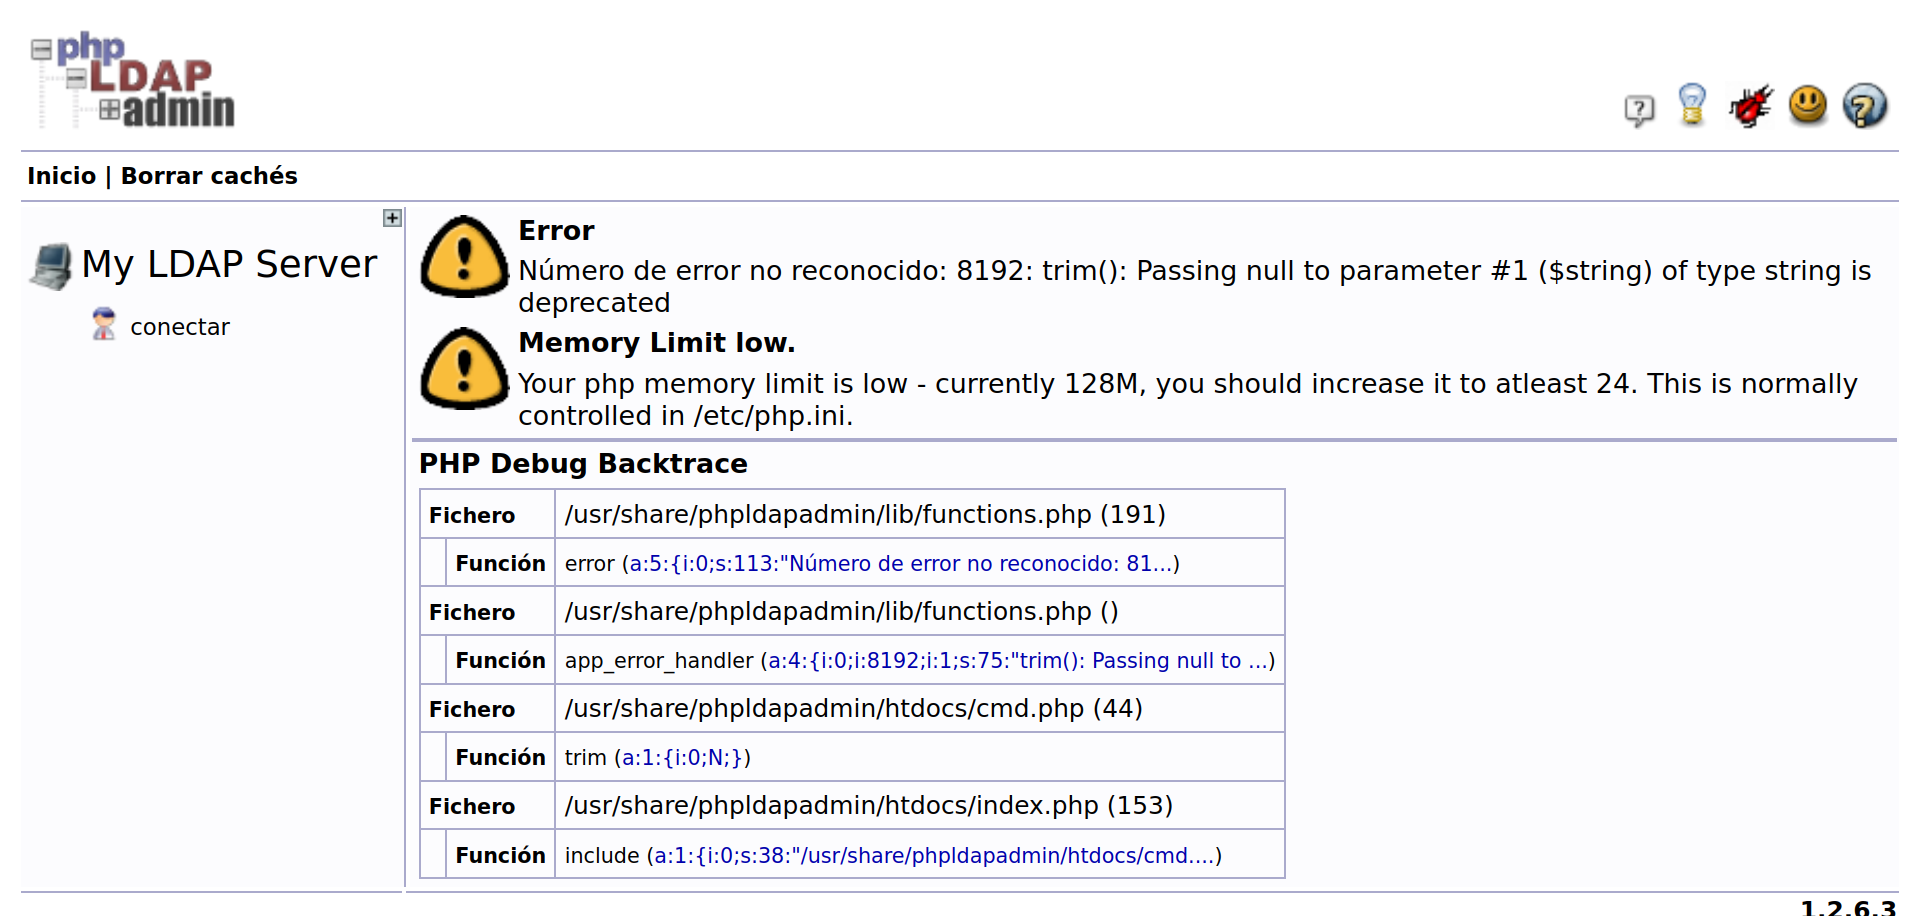 php
LDAP
admin
Inicio | Borrar cachés
My LDAP Server
conectar
Error
Número de error no reconocido: 8192: trim(): Passing null to parameter #1 ($string) of type string is
deprecated
Memory Limit low.
Your php memory limit is low - currently 128M, you should increase it to atleast 24. This is normally
controlled in /etc/php.ini.
PHP Debug Backtrace
Fichero /usr/share/phpldapadmin/lib/functions.php (191)
Función error (a:5:{i:0;s:113:"Número de error no reconocido: 81...)
Fichero /usr/share/phpldapadmin/lib/functions.php ()
Función app_error_handler (a:4:{i:0;i:8192;i:1;s:75:"trim(): Passing null to ...)
Fichero /usr/share/phpldapadmin/htdocs/cmd.php (44)
Función trim (a:1:{i:0;N;})
Fichero /usr/share/phpldapadmin/htdocs/index.php (153)
Función include (a:1:{i:0;s:38:"/usr/share/phpldapadmin/htdocs/cmd....)
1.2.6.3